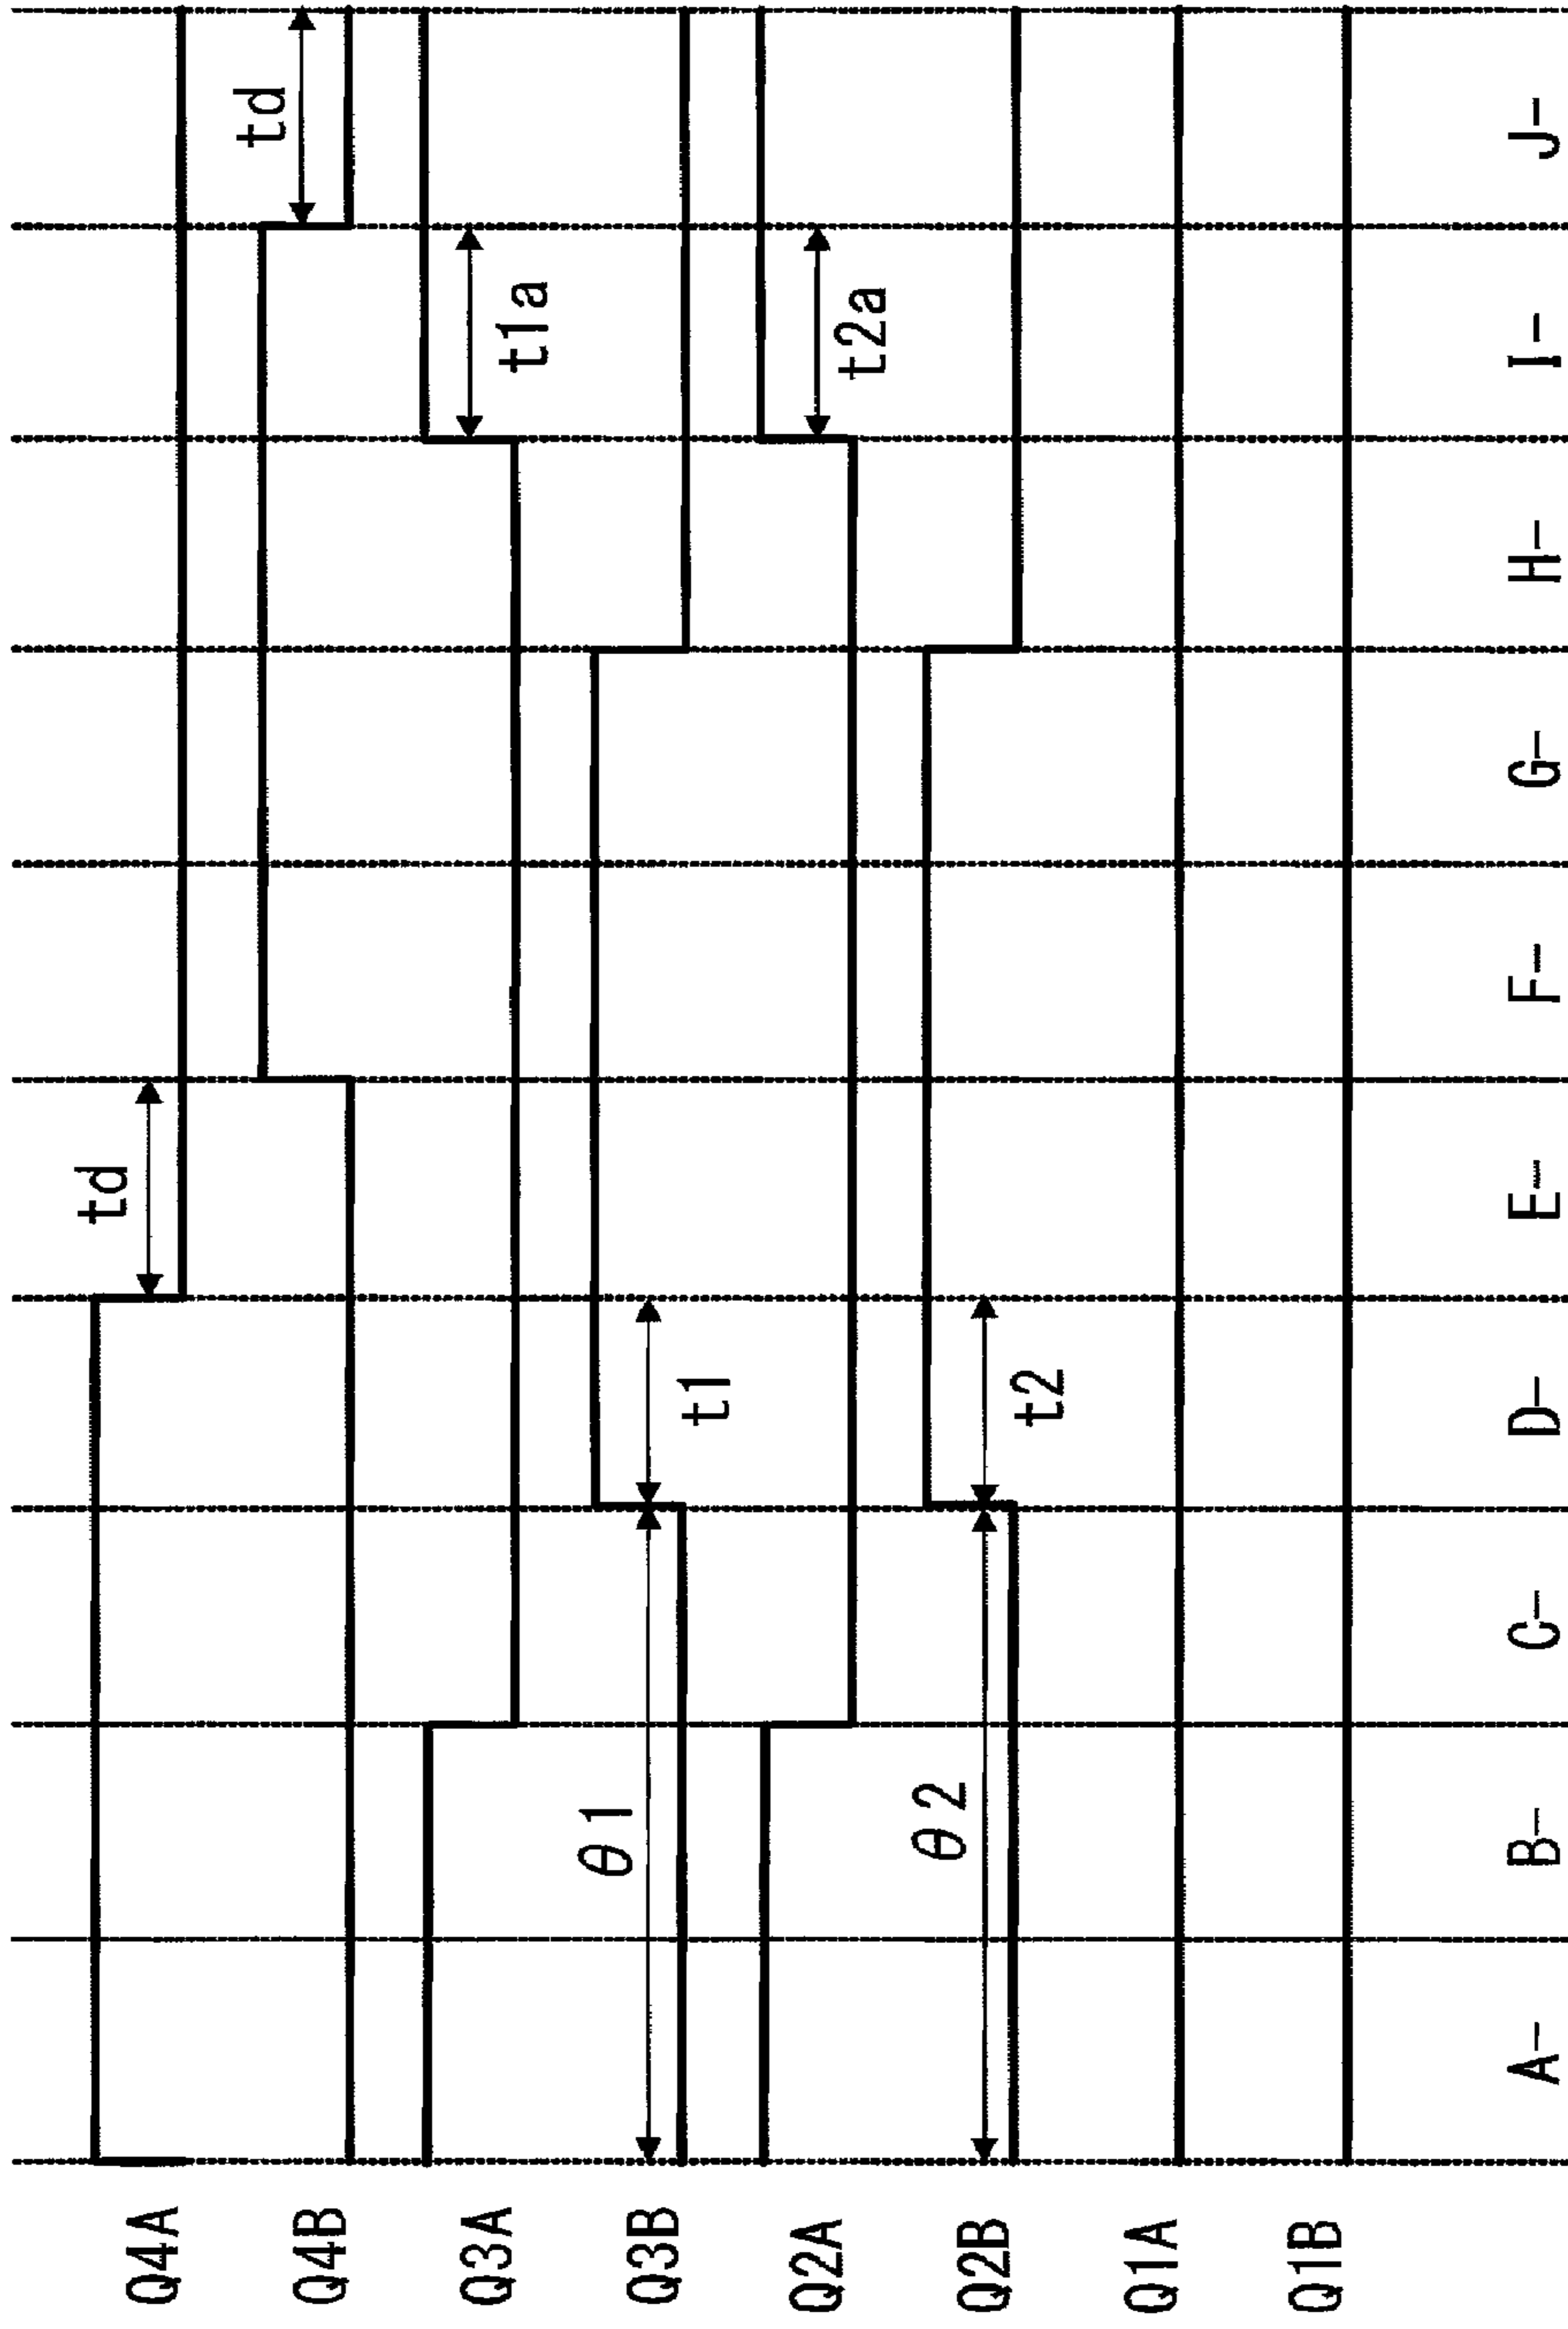 Q4A
td
Q4B
td
Q3A
t1a
Q3B
θ1
t1
Q2A
t2a
Q2B
θ2
t2
Q1A
Q1B
A- B- C- D- E- F- G- H- I- J-